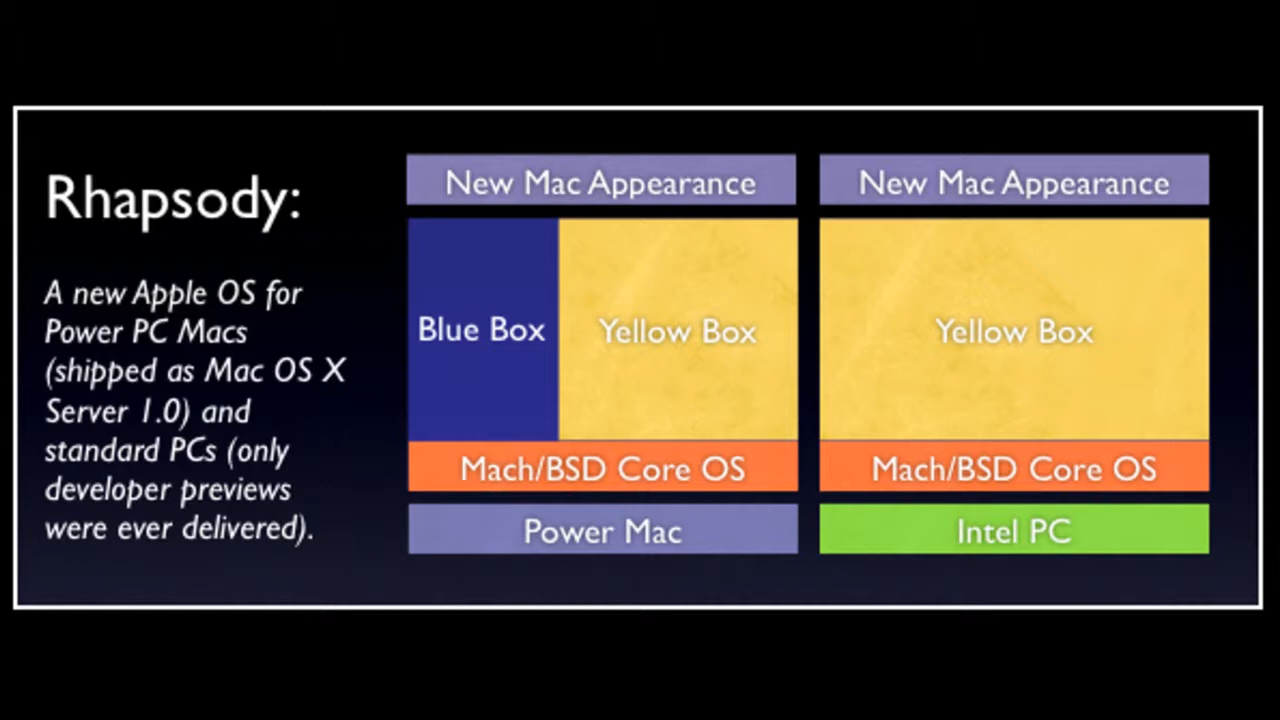 Rhapsody:
A new Apple OS for
Power PC Macs
(shipped as Mac OS X
Server 1.0) and
standard PCs (only
developer previews
were ever delivered).
New Mac Appearance
Blue Box
Yellow Box
Mach/BSD Core OS
Power Mac
New Mac Appearance
Yellow Box
Mach/BSD Core OS
Intel PC